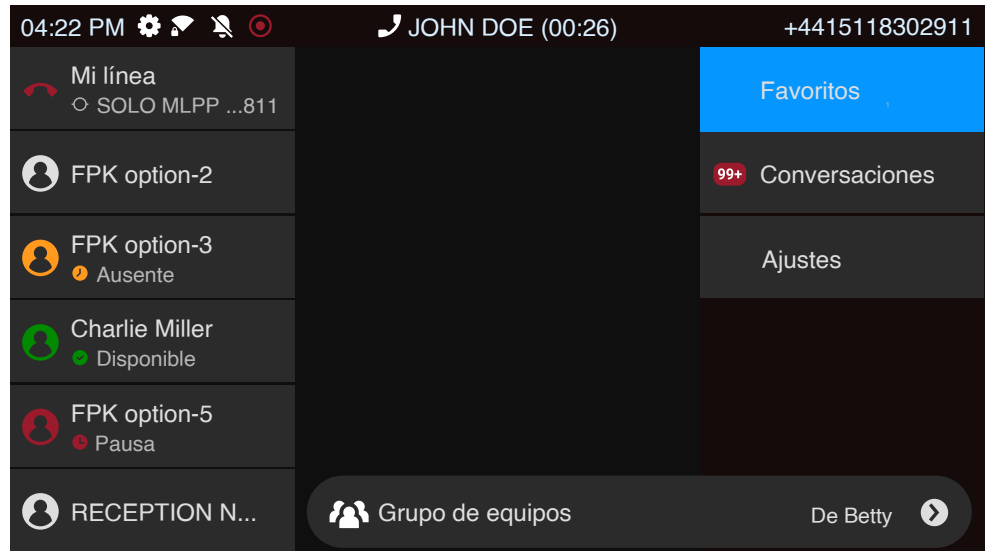 04:22 PM JOHN DOE (00:26) +4415118302911
Mi línea
SOLO MLPP ...811
Favoritos
FPK option-2
99+ Conversaciones
FPK option-3
Ausente
Ajustes
Charlie Miller
Disponible
FPK option-5
Pausa
RECEPTION N...
Grupo de equipos De Betty